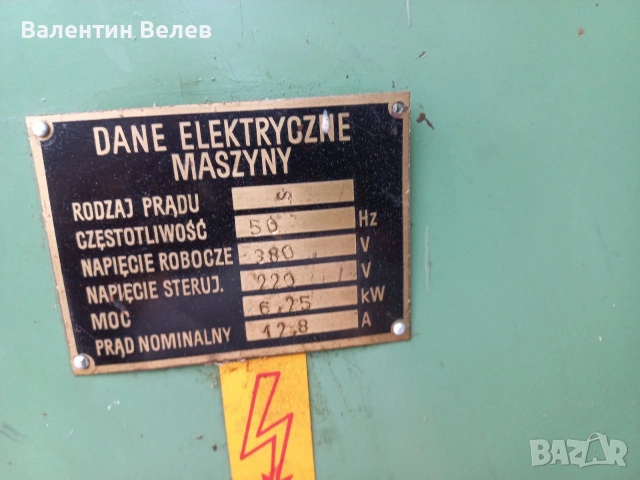 Валентин Велев
DANE ELEKTRYCZNE
MASZYNY
RODZAJ PRĄDU S
CZĘSTOTLIWOŚĆ 50 Hz
NAPIĘCIE ROBOCZE 380 V
NAPIĘCIE STERUJ. 220 V
MOC 6,25 kW
PRĄD NOMINALNY 12,8 A
BAZAR